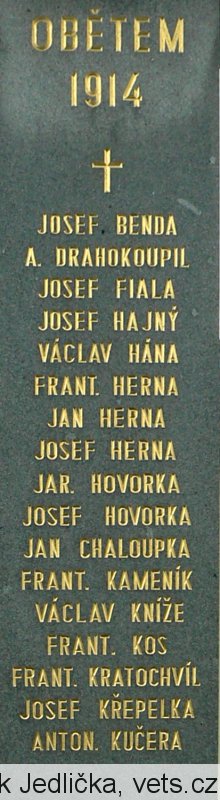 OBĚTEM
1914
JOSEF BENDA
A. DRAHOKOUPIL
JOSEF FIALA
JOSEF HAJNÝ
VÁCLAV HÁNA
FRANT. HERNA
JAN HERNA
JOSEF HERNA
JAR. HOVORKA
JOSEF HOVORKA
JAN CHALOUPKA
FRANT. KAMENÍK
VÁCLAV KNÍŽE
FRANT. KOS
FRANT. KRATOCHVÍL
JOSEF KŘEPELKA
ANTON. KUČERA
k Jedlička, vets.cz